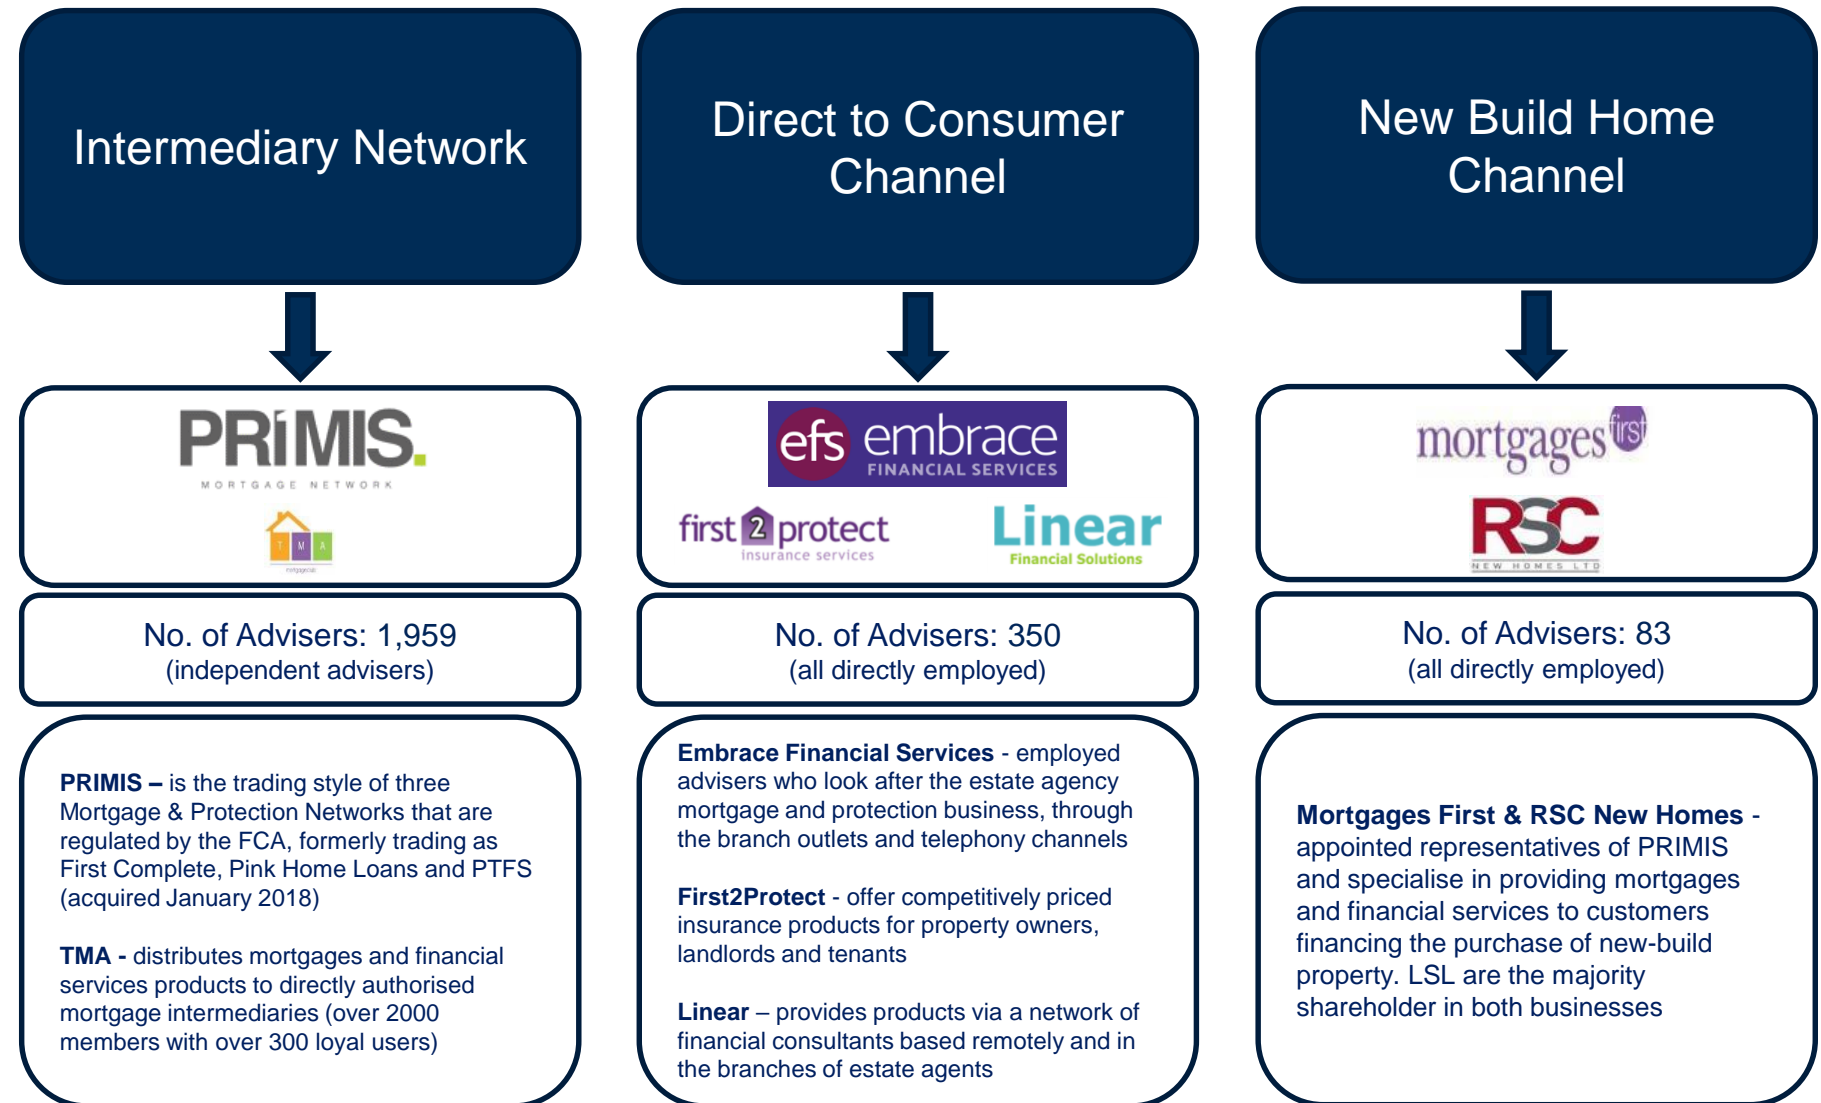 Intermediary Network
PRIMIS.
MORTGAGE NETWORK
T M A
mortgage club
No. of Advisers: 1,959
(independent advisers)
PRIMIS – is the trading style of three
Mortgage & Protection Networks that are
regulated by the FCA, formerly trading as
First Complete, Pink Home Loans and PTFS
(acquired January 2018)
TMA - distributes mortgages and financial
services products to directly authorised
mortgage intermediaries (over 2000
members with over 300 loyal users)
Direct to Consumer
Channel
efs embrace
FINANCIAL SERVICES
first 2 protect
insurance services
Linear
Financial Solutions
No. of Advisers: 350
(all directly employed)
Embrace Financial Services - employed
advisers who look after the estate agency
mortgage and protection business, through
the branch outlets and telephony channels
First2Protect - offer competitively priced
insurance products for property owners,
landlords and tenants
Linear – provides products via a network of
financial consultants based remotely and in
the branches of estate agents
New Build Home
Channel
mortgages first
RSC
NEW HOMES LTD
No. of Advisers: 83
(all directly employed)
Mortgages First & RSC New Homes -
appointed representatives of PRIMIS
and specialise in providing mortgages
and financial services to customers
financing the purchase of new-build
property. LSL are the majority
shareholder in both businesses